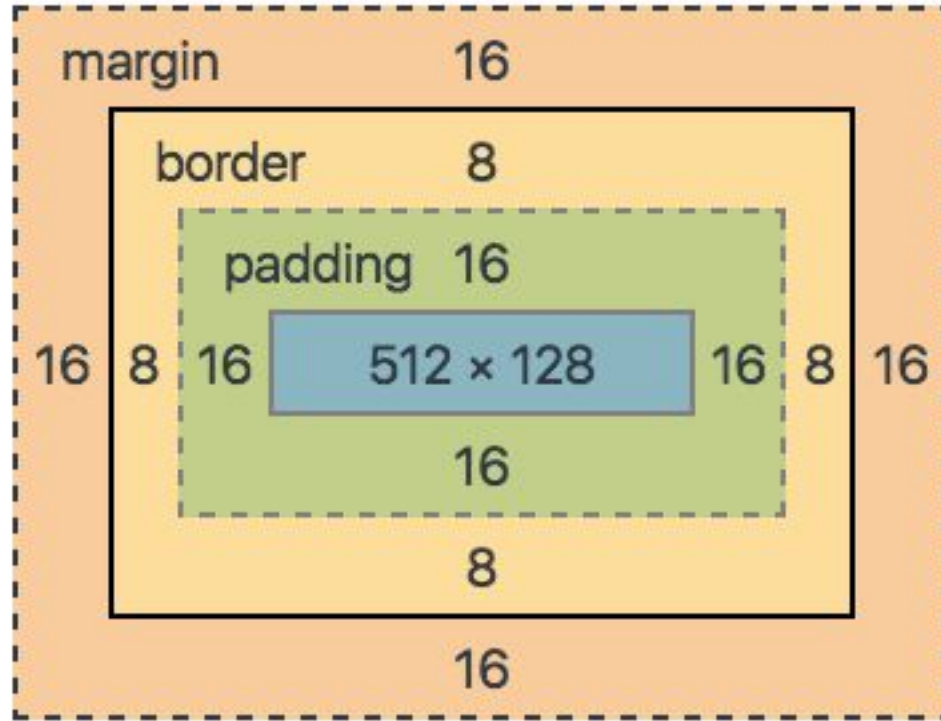 margin 16
border 8
padding 16
16 8 16 512 × 128 16 8 16
16
8
16